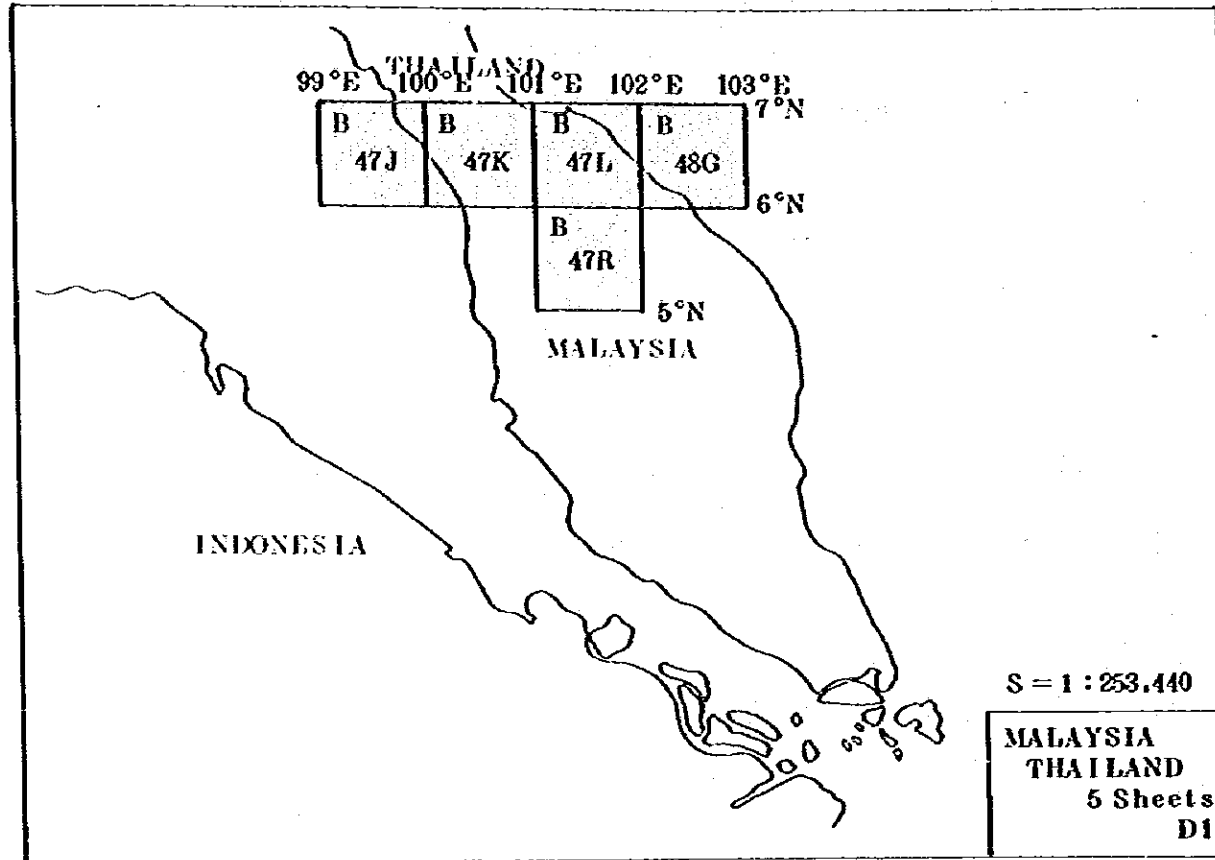 THAILAND
99°E 100°E 101°E 102°E 103°E
7°N
B B B B
47J 47K 47L 48G
6°N
B
47R
5°N
MALAYSIA
INDONESIA
S = 1 : 253.440
MALAYSIA
THAILAND
5 Sheets
D1